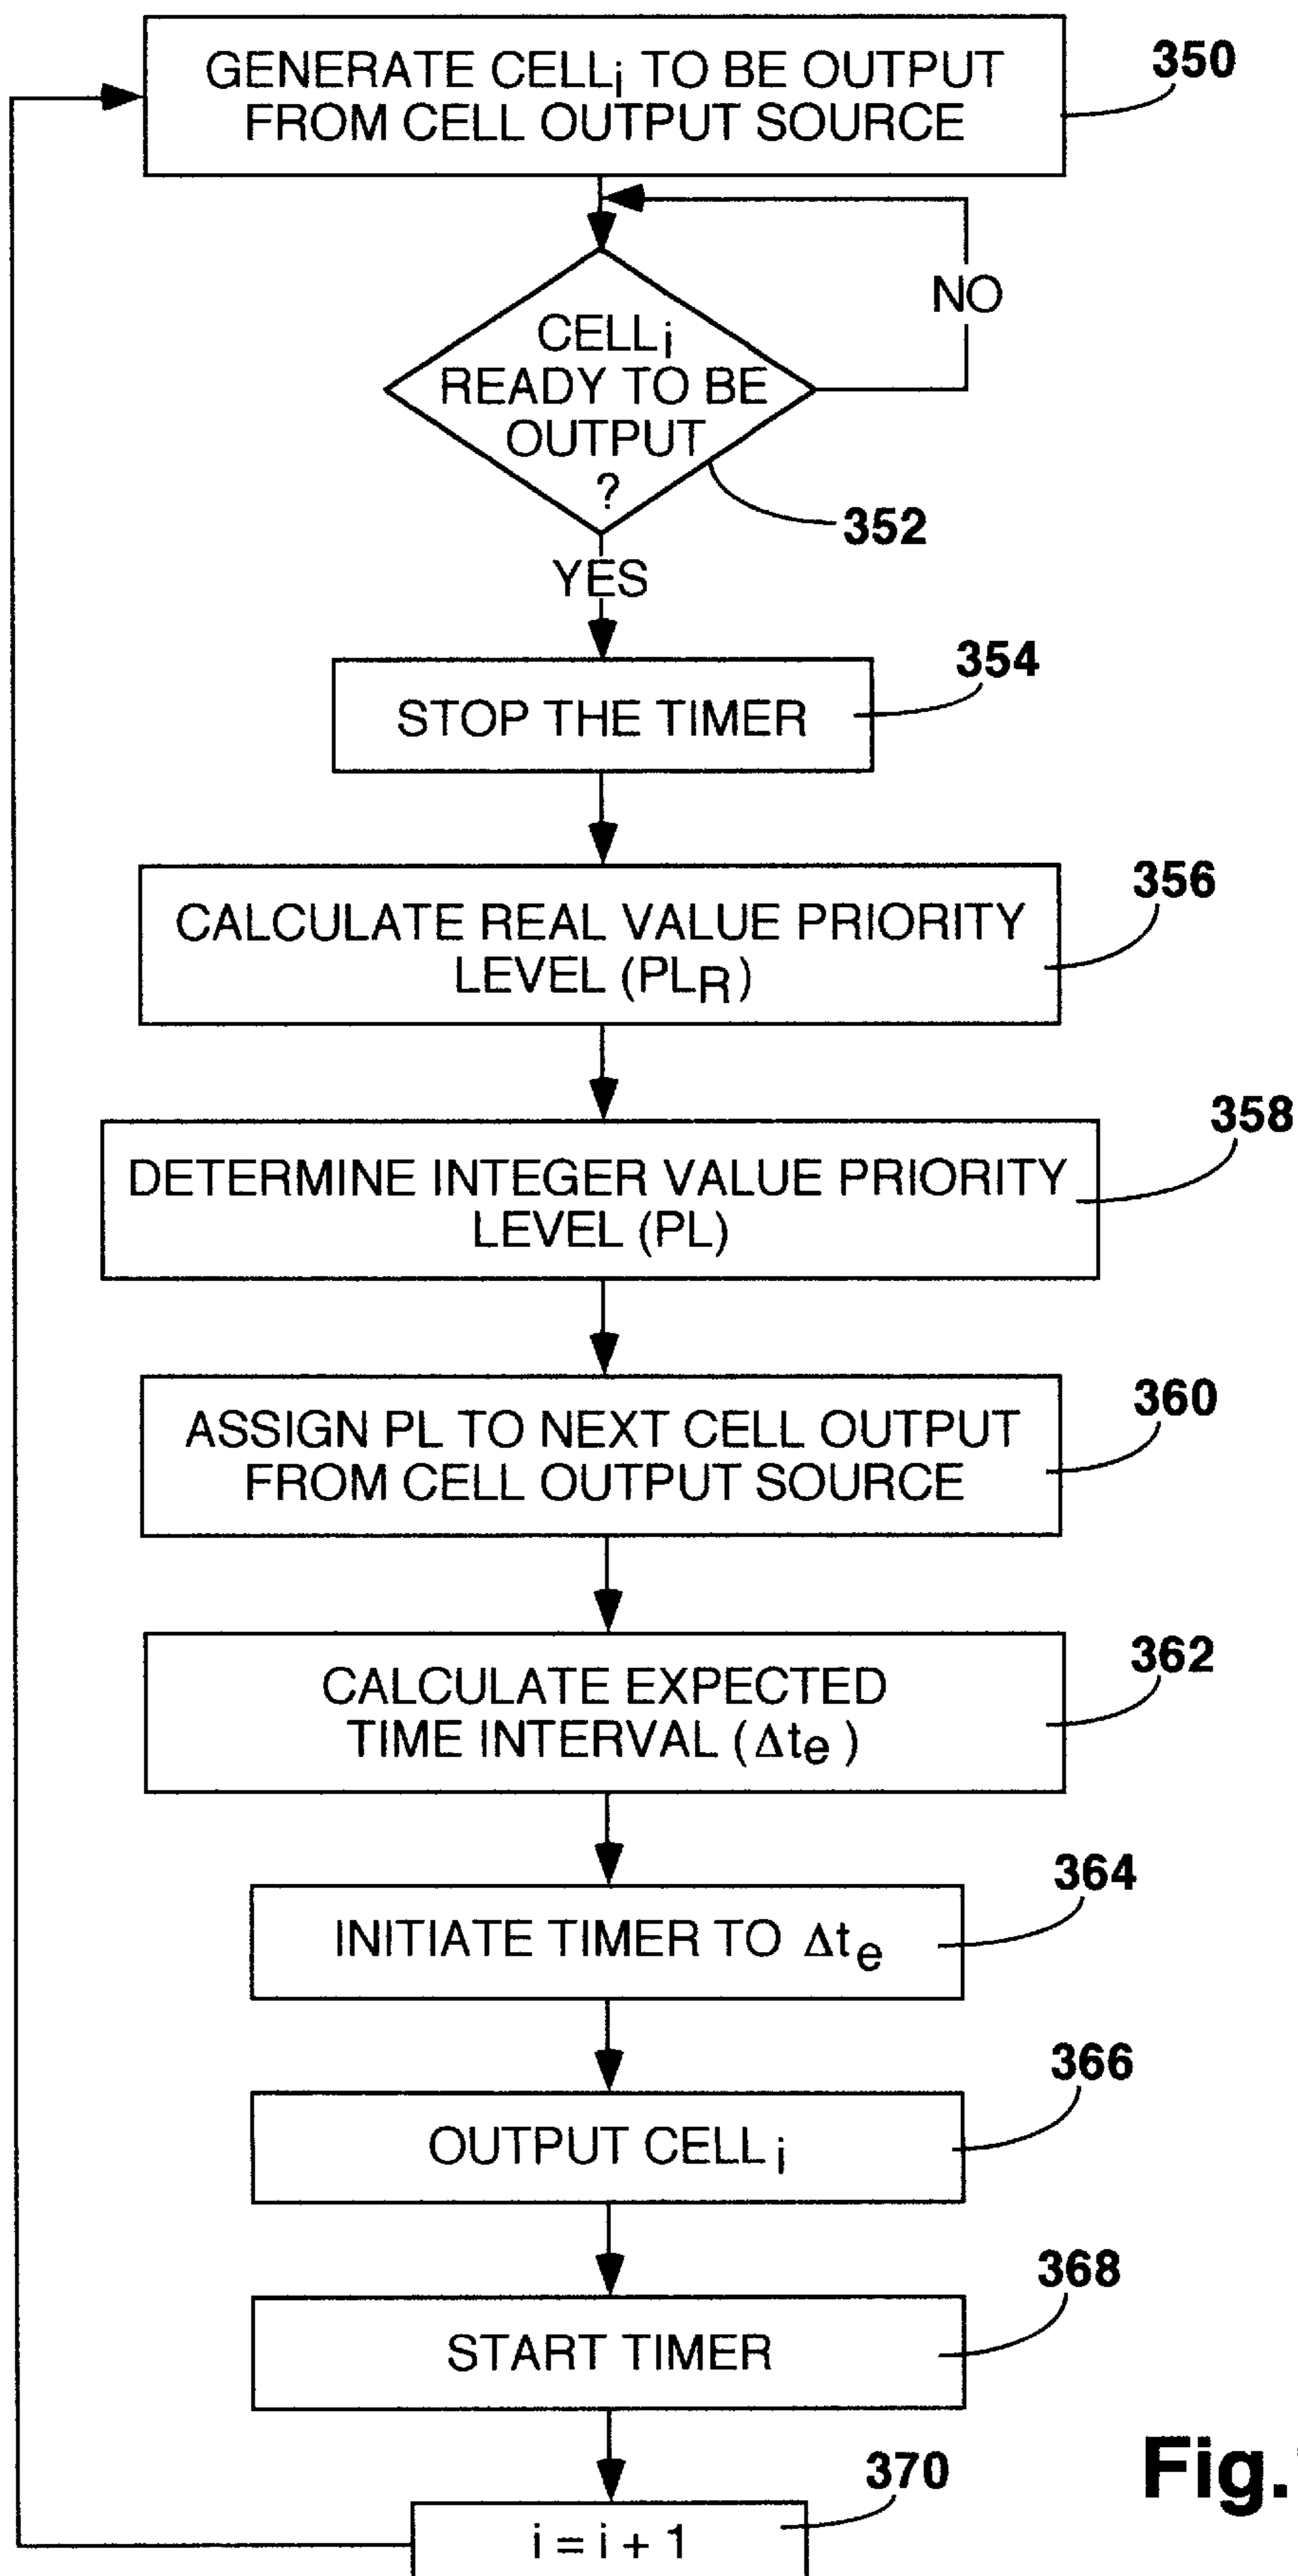 GENERATE CELLi TO BE OUTPUT
FROM CELL OUTPUT SOURCE
350
CELLi
READY TO BE
OUTPUT
?
NO
352
YES
354
STOP THE TIMER
356
CALCULATE REAL VALUE PRIORITY
LEVEL (PLR)
358
DETERMINE INTEGER VALUE PRIORITY
LEVEL (PL)
360
ASSIGN PL TO NEXT CELL OUTPUT
FROM CELL OUTPUT SOURCE
362
CALCULATE EXPECTED
TIME INTERVAL (Δte)
364
INITIATE TIMER TO Δte
366
OUTPUT CELLi
368
START TIMER
370
i = i + 1
Fig.